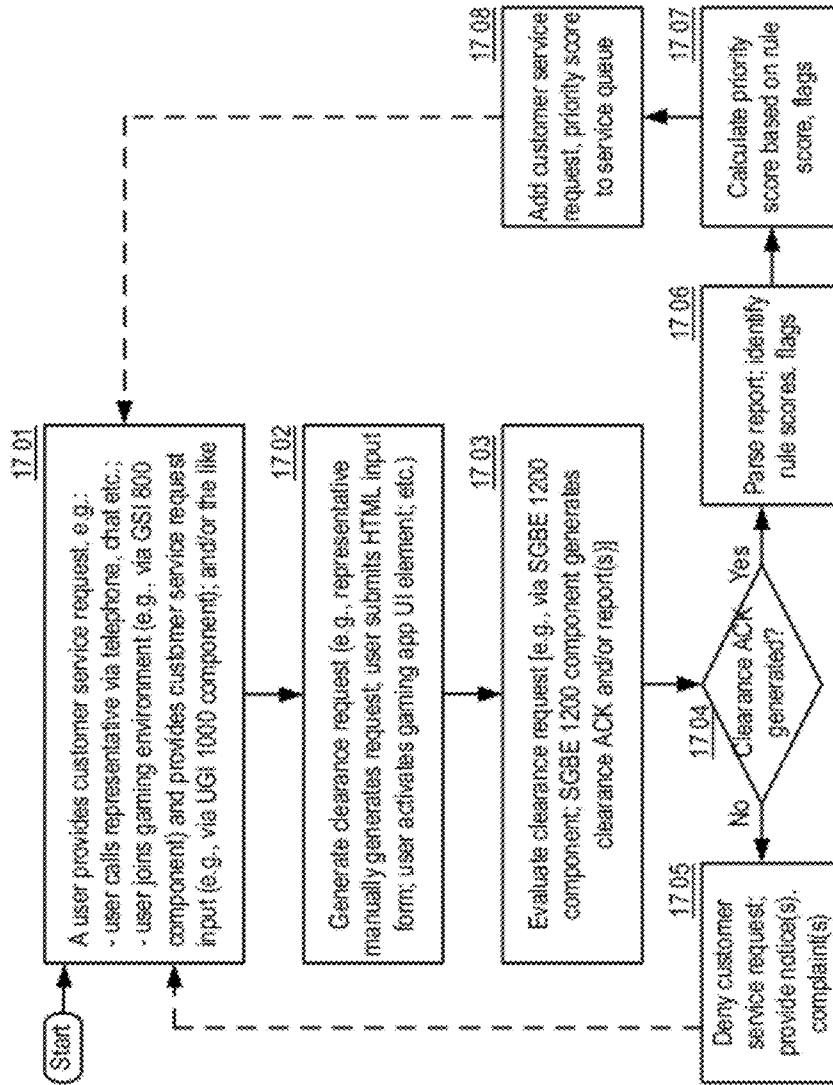 Start
17 01
A user provides customer service request, e.g.:
- user calls representative via telephone, chat etc.;
- user joins gaming environment (e.g., via GSI 800
component) and provides customer service request
input (e.g., via UGI 1000 component); and/or the like
17 02
Generate clearance request (e.g., representative
manually generates request; user submits HTML input
form; user activates gaming app UI element; etc.)
17 03
Evaluate clearance request [e.g., via SGBE 1200
component; SGBE 1200 component generates
clearance ACK and/or report(s)]
17 04
Clearance ACK
generated?
No
Yes
17 05
Deny customer
service request;
provide notice(s),
complaint(s)
17 06
Parse report; identify
rule scores, flags
17 07
Calculate priority
score based on rule
score, flags
17 08
Add customer service
request, priority score
to service queue